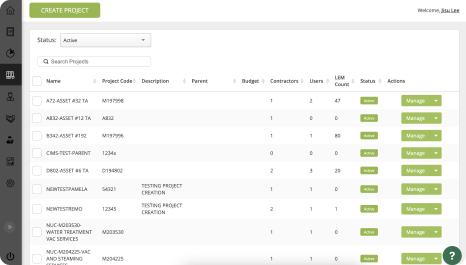 CREATE PROJECT
Welcome, Jisu Lee
Status: Active
Search Projects
Name Project Code Description Parent Budget Contractors Users LEM Count Status Actions
A72-ASSET #32 TA M197998 1 2 47 Active Manage
A832-ASSET #12 TA A832 1 0 0 Active Manage
B342-ASSET #192 M197996 1 1 80 Active Manage
CIMS-TEST-PARENT 1234x 0 0 0 Active Manage
D802-ASSET #6 TA D194802 2 3 20 Active Manage
NEWTESTPAMELA 54321 TESTING PROJECT CREATION 1 1 0 Active Manage
NEWTESTREMO 12345 TESTING PROJECT CREATION 2 1 1 Active Manage
NUC-M203530-
WATER TREATMENT M203530 1 1 0 Active Manage
VAC SERVICES
NUC-M204225-VAC
AND STEAMING M204225 1 1 0 Active Manage
SERVICES
?